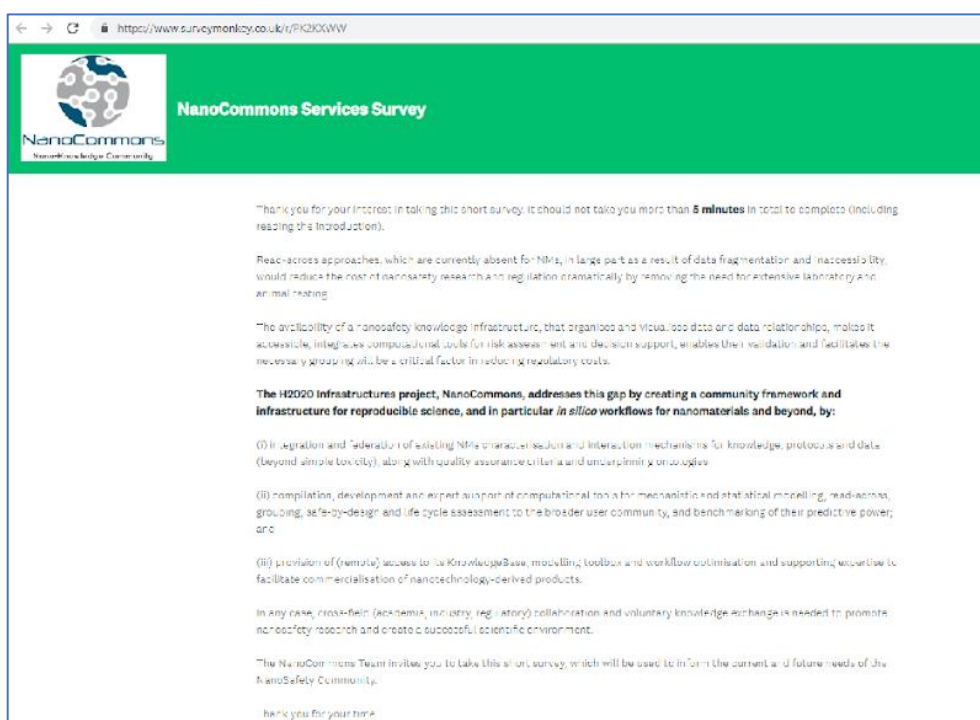 https://www.surveymonkey.co.uk/r/PK2KXWW
NanoCommons
Nano-Knowledge Community
NanoCommons Services Survey
Thank you for your interest in taking this short survey. It should not take you more than 5 minutes in total to complete (including
reading the introduction).
Read-across approaches, which are currently absent for NMs, in large part as a result of data fragmentation and inaccessibility,
would reduce the cost of nanosafety research and regulation dramatically by removing the need for extensive laboratory and
animal testing
The availability of a nanosafety knowledge infrastructure, that organises and visualises data and data relationships, makes it
accessible, integrates computational tools for risk assessment and decision support, enables their validation and facilitates the
necessary grouping will be a critical factor in reducing regulatory costs.
The H2020 Infrastructures project, NanoCommons, addresses this gap by creating a community framework and
infrastructure for reproducible science, and in particular in silico workflows for nanomaterials and beyond, by:
(i) integration and federation of existing NMs characterisation and interaction mechanisms for knowledge, protocols and data
(beyond simple toxicity), along with quality assurance criteria and underpinning ontologies
(ii) compilation, development and expert support of computational tools for mechanistic and statistical modelling, read-across,
grouping, safe-by-design and life cycle assessment to the broader user community, and benchmarking of their predictive power;
and
(iii) provision of (remote) access to its KnowledgeBase, modelling toolbox and workflow optimisation and supporting expertise to
facilitate commercialisation of nanotechnology-derived products.
In any case, cross-field (academia, industry, regulatory) collaboration and voluntary knowledge exchange is needed to promote
nanosafety research and create a successful scientific environment.
The NanoCommons Team invites you to take this short survey, which will be used to inform the current and future needs of the
NanoSafety Community.
Thank you for your time